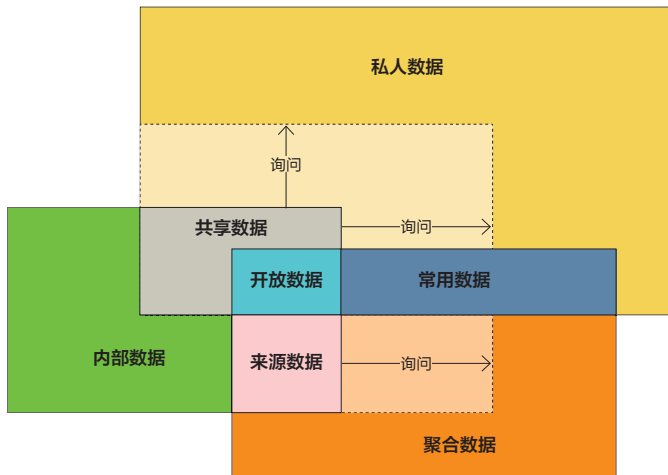 私人数据
询问
共享数据
询问
开放数据
常用数据
内部数据
来源数据
询问
聚合数据